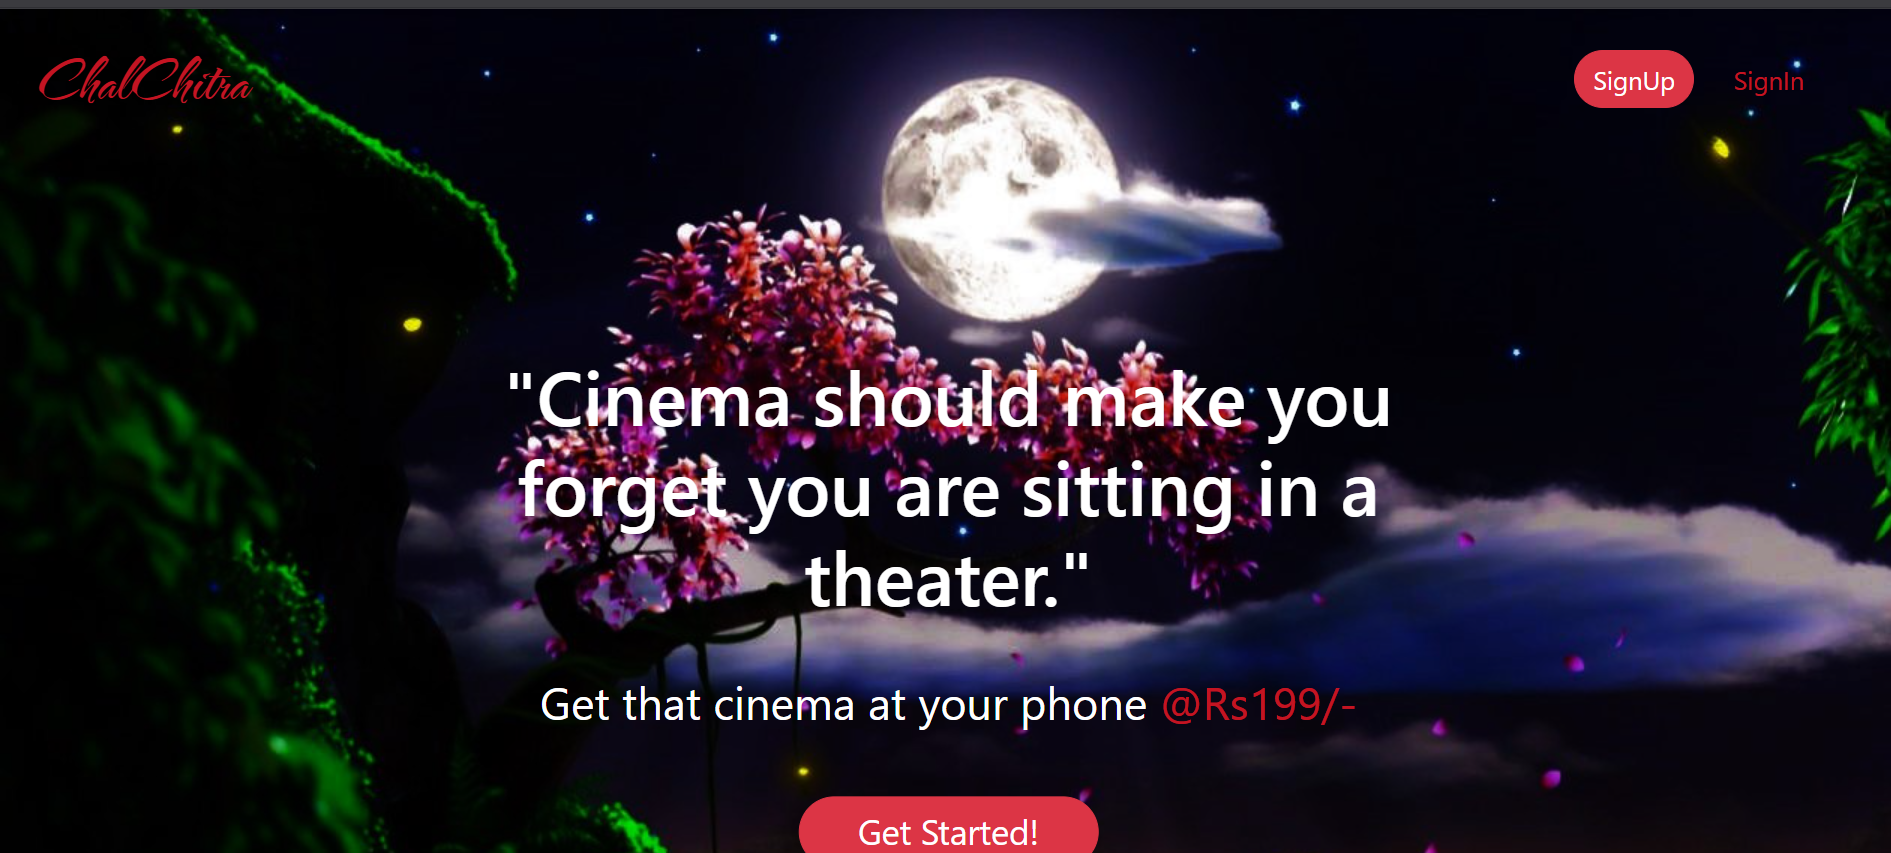 ChalChitra
SignUp
SignIn
"Cinema should make you
forget you are sitting in a
theater."
Get that cinema at your phone @Rs199/-
Get Started!